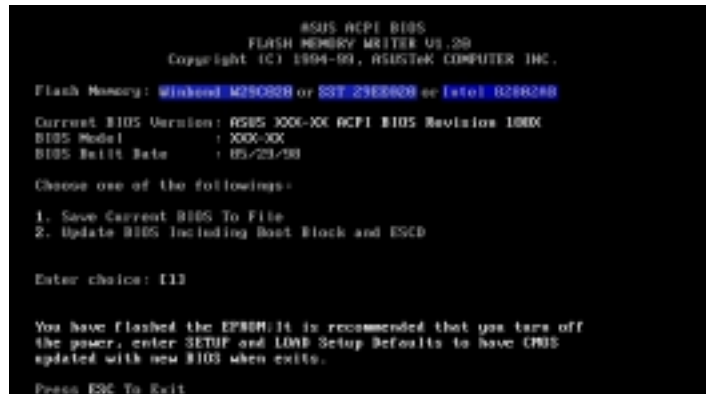 ASUS ACPI BIOS
FLASH MEMORY WRITER V1.20
Copyright (C) 1994-99, ASUSTeK COMPUTER INC.
Flash Memory: Winbond W29C020 or SST 29EE020 or Intel 82802AB
Current BIOS Version: ASUS XXX-XX ACPI BIOS Revision 100X
BIOS Model : XXX-XX
BIOS Built Date : 05/29/98
Choose one of the followings:
1. Save Current BIOS To File
2. Update BIOS Including Boot Block and ESCD
Enter choice: [1]
You have flashed the EPROM;It is recommended that you turn off
the power, enter SETUP and LOAD Setup Defaults to have CMOS
updated with new BIOS when exits.
Press ESC To Exit